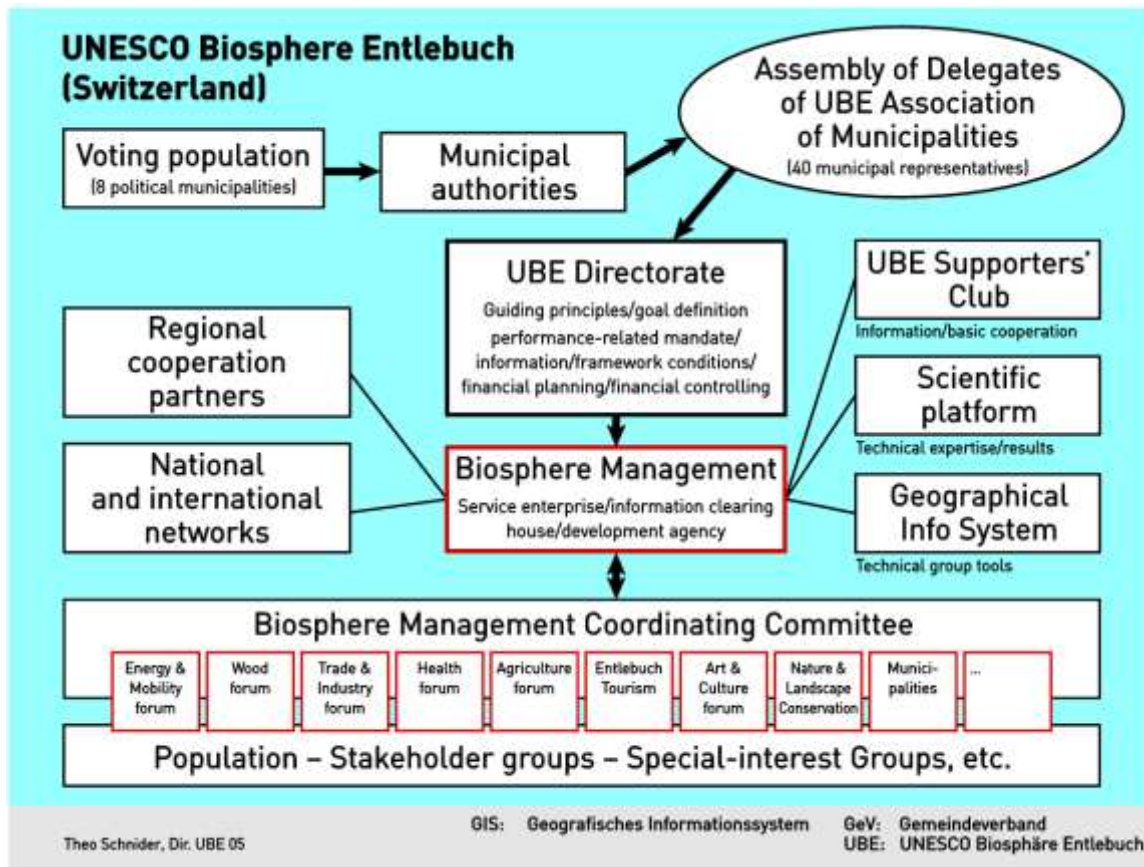 UNESCO Biosphere Entlebuch
(Switzerland)
Assembly of Delegates
of UBE Association
of Municipalities
(40 municipal representatives)
Voting population
(8 political municipalities)
Municipal
authorities
UBE Directorate
Guiding principles/goal definition
performance-related mandate/
information/framework conditions/
financial planning/financial controlling
UBE Supporters'
Club
Information/basic cooperation
Regional
cooperation
partners
Scientific
platform
Technical expertise/results
National
and international
networks
Biosphere Management
Service enterprise/information clearing
house/development agency
Geographical
Info System
Technical group tools
Biosphere Management Coordinating Committee
Energy &
Mobility
forum
Wood
forum
Trade &
Industry
forum
Health
forum
Agriculture
forum
Entlebuch
Tourism
Art &
Culture
forum
Nature &
Landscape
Conservation
Munici-
palities
...
Population – Stakeholder groups – Special-interest Groups, etc.
Theo Schnider, Dir. UBE 05
GIS: Geografisches Informationssystem
GeV: Gemeindeverband
UBE: UNESCO Biosphäre Entlebuch